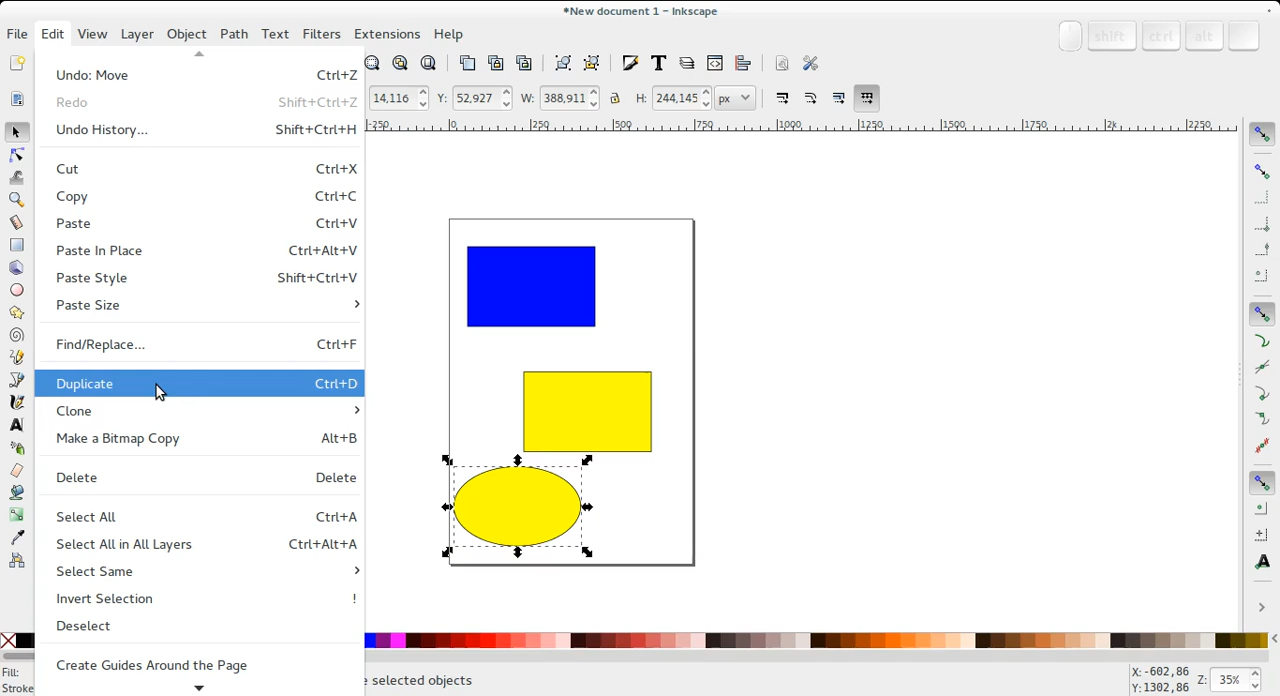 *New document 1 - Inkscape
File Edit View Layer Object Path Text Filters Extensions Help
shift ctrl alt
14,116 Y: 52,927 W: 388,911 H: 244,145 px
-250 0 250 500 750 1000 1250 1500 1750 2k 2250
Undo: Move Ctrl+Z
Redo Shift+Ctrl+Z
Undo History... Shift+Ctrl+H
Cut Ctrl+X
Copy Ctrl+C
Paste Ctrl+V
Paste In Place Ctrl+Alt+V
Paste Style Shift+Ctrl+V
Paste Size
Find/Replace... Ctrl+F
Duplicate Ctrl+D
Clone
Make a Bitmap Copy Alt+B
Delete Delete
Select All Ctrl+A
Select All in All Layers Ctrl+Alt+A
Select Same
Invert Selection !
Deselect
Create Guides Around the Page
Fill:
Stroke
selected objects
X: -602,86
Y: 1302,86
Z: 35%